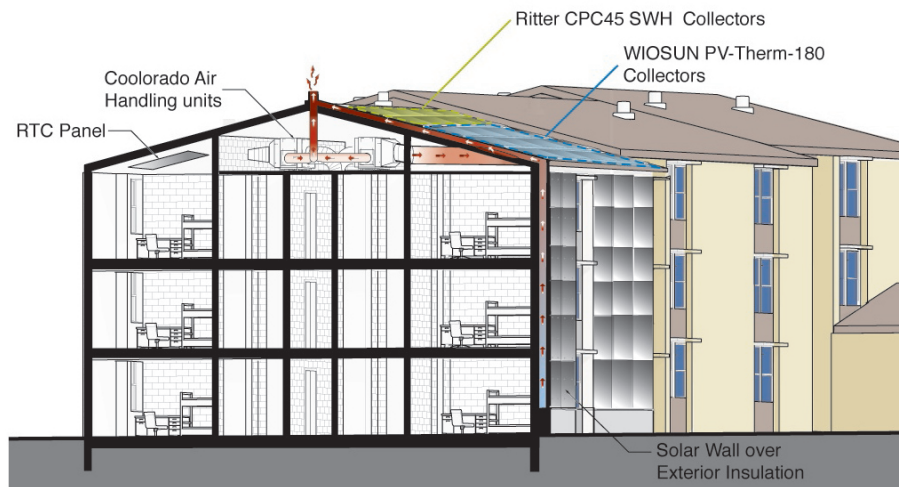 Ritter CPC45 SWH  Collectors
WIOSUN PV-Therm-180
Collectors
Coolorado Air
Handling units
RTC Panel
Solar Wall over
Exterior Insulation